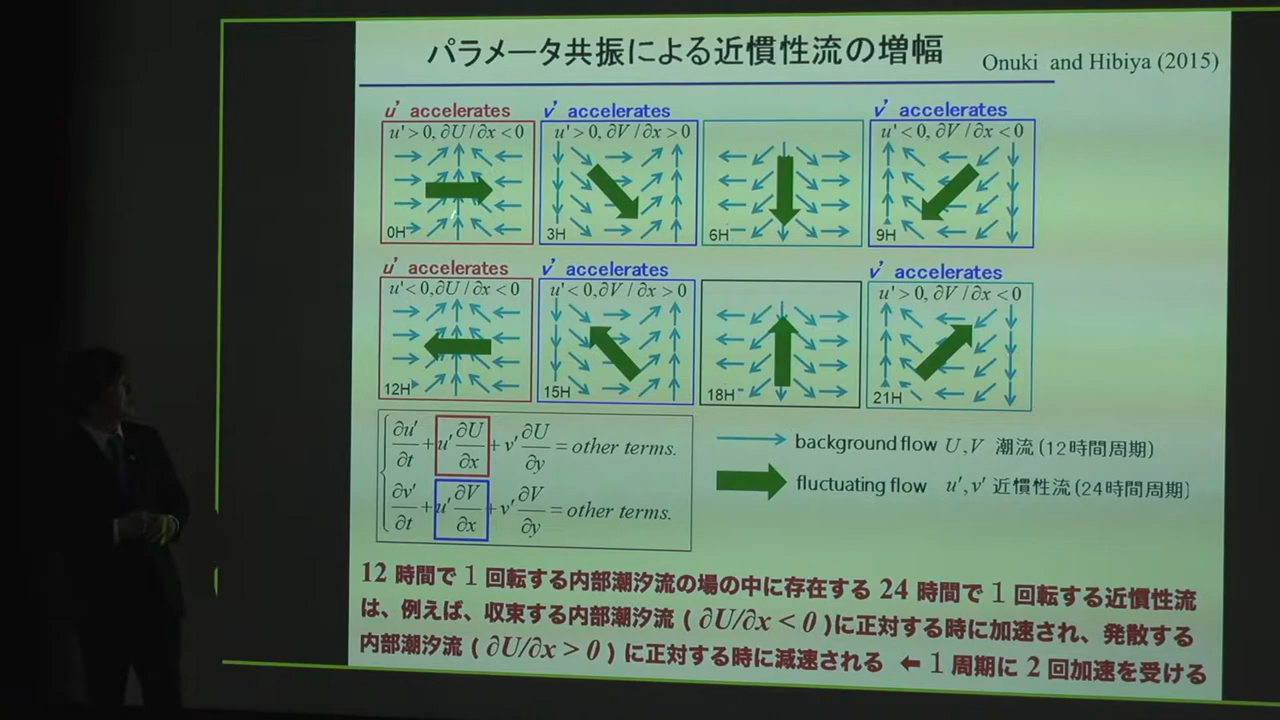 パラメータ共振による近慣性流の増幅
Onuki and Hibiya (2015)
u' accelerates
v' accelerates
v' accelerates
u'>0, ∂U/∂x<0
u'>0, ∂V/∂x>0
u'<0, ∂V/∂x<0
0H
3H
6H
9H
u' accelerates
v' accelerates
v' accelerates
u'<0, ∂U/∂x<0
u'<0, ∂V/∂x>0
u'>0, ∂V/∂x<0
12H
15H
18H
21H
∂u'/∂t + u' ∂U/∂x + v' ∂U/∂y = other terms.
∂v'/∂t + u' ∂V/∂x + v' ∂V/∂y = other terms.
background flow U,V 潮流(12時間周期)
fluctuating flow u',v' 近慣性流(24時間周期)
12 時間で 1 回転する内部潮汐流の場の中に存在する 24 時間で 1 回転する近慣性流
は、例えば、収束する内部潮汐流 ( ∂U/∂x < 0 )に正対する時に加速され、発散する
内部潮汐流 ( ∂U/∂x > 0 ) に正対する時に減速される ← 1 周期に 2 回加速を受ける